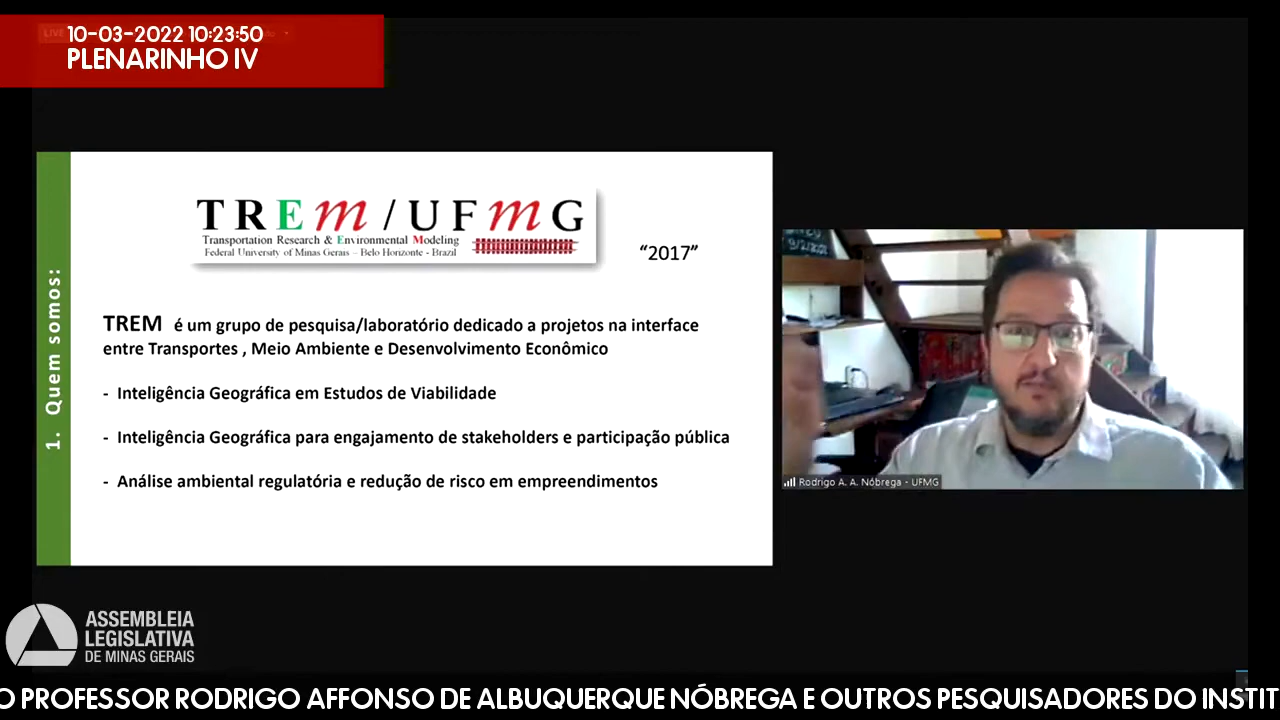 LIVE
10-03-2022 10:23:50
PLENARINHO IV
1. Quem somos:
TREm/UFmG
Transportation Research & Environmental Modeling
Federal University of Minas Gerais – Belo Horizonte - Brazil
“2017”
TREM é um grupo de pesquisa/laboratório dedicado a projetos na interface
entre Transportes , Meio Ambiente e Desenvolvimento Econômico
- Inteligência Geográfica em Estudos de Viabilidade
- Inteligência Geográfica para engajamento de stakeholders e participação pública
- Análise ambiental regulatória e redução de risco em empreendimentos
Rodrigo A. A. Nóbrega - UFMG
ASSEMBLEIA
LEGISLATIVA
DE MINAS GERAIS
O PROFESSOR RODRIGO AFFONSO DE ALBUQUERQUE NÓBREGA E OUTROS PESQUISADORES DO INSTIT